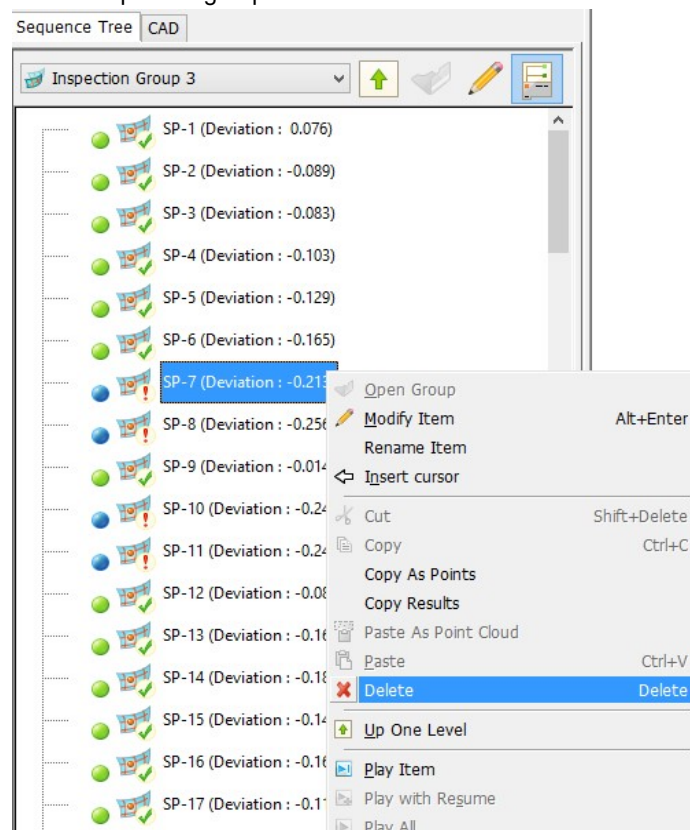 Sequence Tree CAD
Inspection Group 3
SP-1 (Deviation : 0.076)
SP-2 (Deviation : -0.089)
SP-3 (Deviation : -0.083)
SP-4 (Deviation : -0.103)
SP-5 (Deviation : -0.129)
SP-6 (Deviation : -0.165)
SP-7 (Deviation : -0.213
SP-8 (Deviation : -0.256
SP-9 (Deviation : -0.014
SP-10 (Deviation : -0.24
SP-11 (Deviation : -0.24
SP-12 (Deviation : -0.08
SP-13 (Deviation : -0.16
SP-14 (Deviation : -0.18
SP-15 (Deviation : -0.14
SP-16 (Deviation : -0.16
SP-17 (Deviation : -0.11
Open Group
Modify Item Alt+Enter
Rename Item
Insert cursor
Cut Shift+Delete
Copy Ctrl+C
Copy As Points
Copy Results
Paste As Point Cloud
Paste Ctrl+V
Delete Delete
Up One Level
Play Item
Play with Resume
Play All